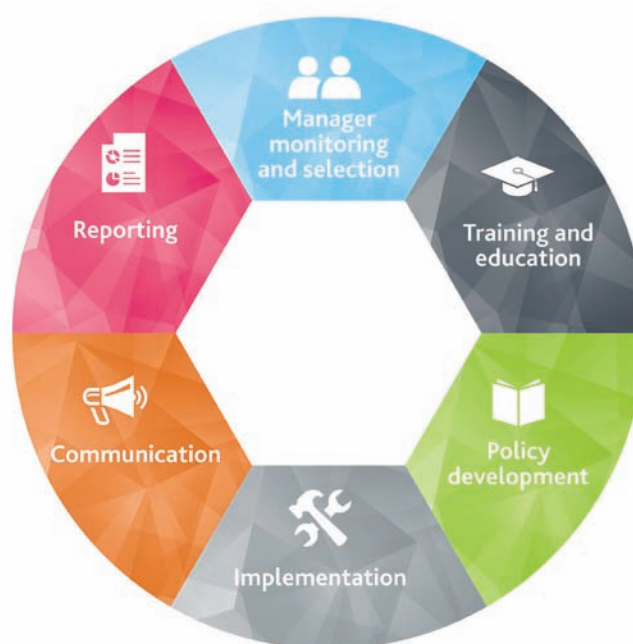 Manager
monitoring
and selection
Training and
education
Policy
development
Implementation
Communication
Reporting